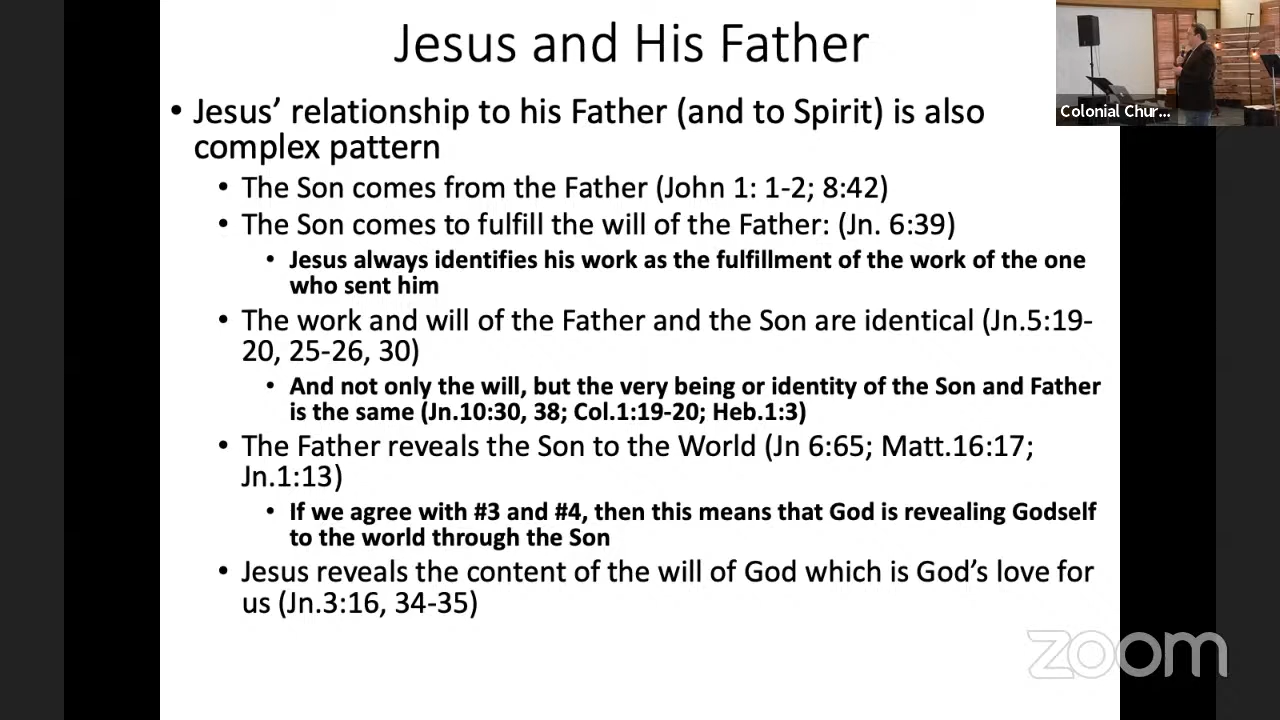 Jesus and His Father
• Jesus’ relationship to his Father (and to Spirit) is also
complex pattern
• The Son comes from the Father (John 1: 1-2; 8:42)
• The Son comes to fulfill the will of the Father: (Jn. 6:39)
• Jesus always identifies his work as the fulfillment of the work of the one
who sent him
• The work and will of the Father and the Son are identical (Jn.5:19-
20, 25-26, 30)
• And not only the will, but the very being or identity of the Son and Father
is the same (Jn.10:30, 38; Col.1:19-20; Heb.1:3)
• The Father reveals the Son to the World (Jn 6:65; Matt.16:17;
Jn.1:13)
• If we agree with #3 and #4, then this means that God is revealing Godself
to the world through the Son
• Jesus reveals the content of the will of God which is God’s love for
us (Jn.3:16, 34-35)
Colonial Chur...
zoom